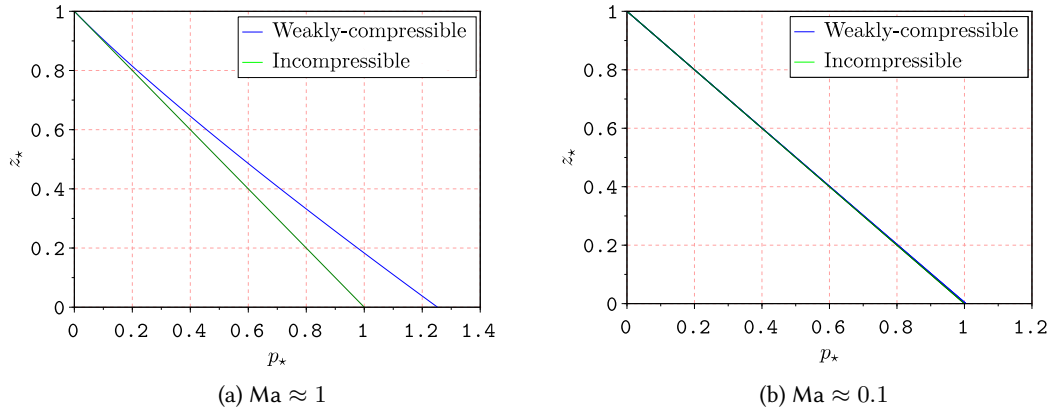 1
0.8
0.6
0.4
0.2
0
z⋆
0 0.2 0.4 0.6 0.8 1 1.2 1.4
p⋆
Weakly-compressible
Incompressible
(a) Ma ≈ 1
1
0.8
0.6
0.4
0.2
0
z⋆
0 0.2 0.4 0.6 0.8 1 1.2
p⋆
Weakly-compressible
Incompressible
(b) Ma ≈ 0.1